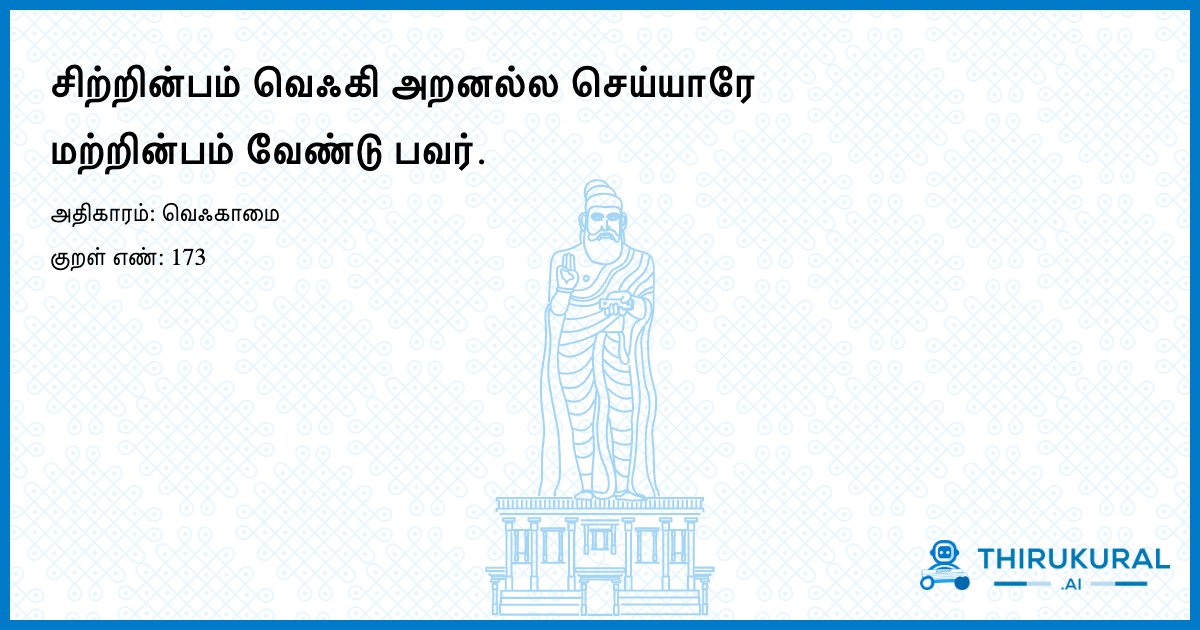 சிற்றின்பம் வெஃகி அறனல்ல செய்யாரே
மற்றின்பம் வேண்டு பவர்.
அதிகாரம்: வெஃகாமை
குறள் எண்: 173
THIRUKURAL
.AI